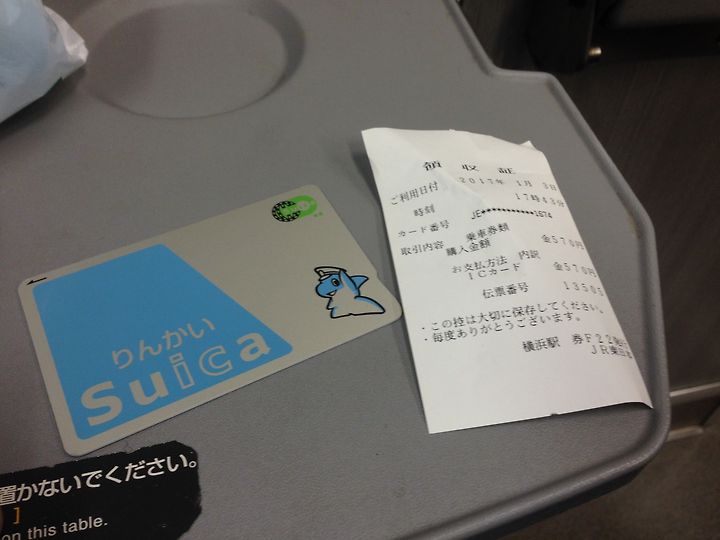 りんかい
Suica
領収証
ご利用日付 2017年 1月 3日
時刻 17時43分
カード番号 JE*************1674
取引内容 乗車券類
購入金額 金570円
お支払方法 内訳
ICカード 金570円
伝票番号 13505
・この控は大切に保存してください。
・毎度ありがとうございます。
横浜駅 券F22
JR東日本
置かないでください。
]
on this table.